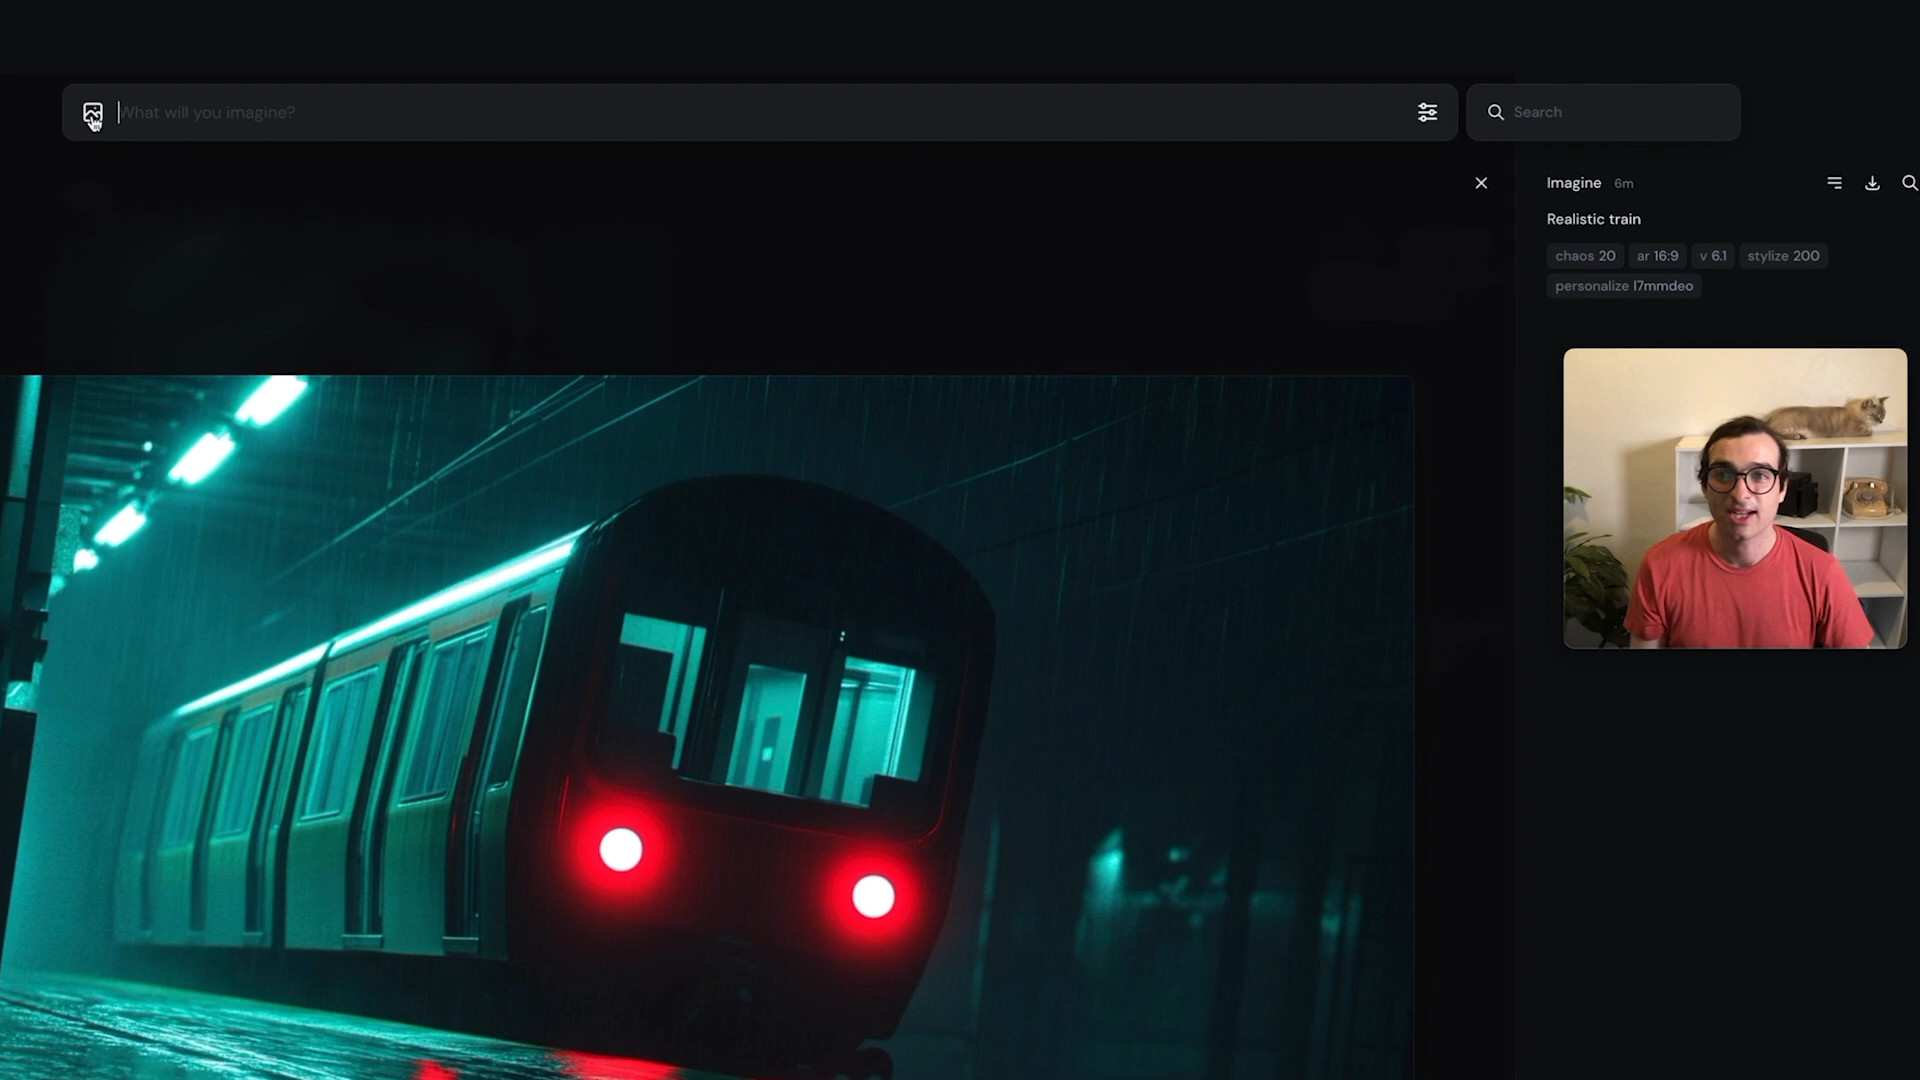 What will you imagine?
Search
Imagine 6m
Realistic train
chaos 20 ar 16:9 v 6.1 stylize 200
personalize l7mmdeo